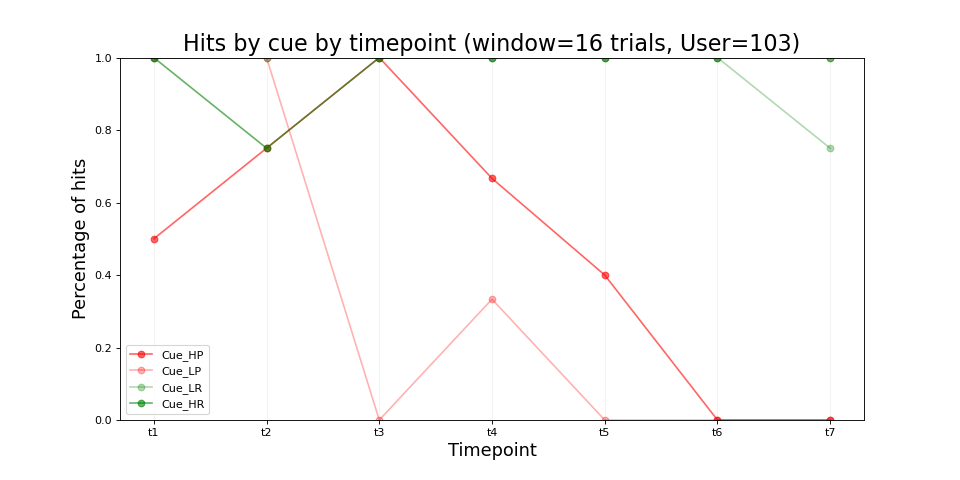 Hits by cue by timepoint (window=16 trials, User=103)
Percentage of hits
1.0
0.8
0.6
0.4
0.2
0.0
Cue_HP
Cue_LP
Cue_LR
Cue_HR
t1 t2 t3 t4 t5 t6 t7
Timepoint